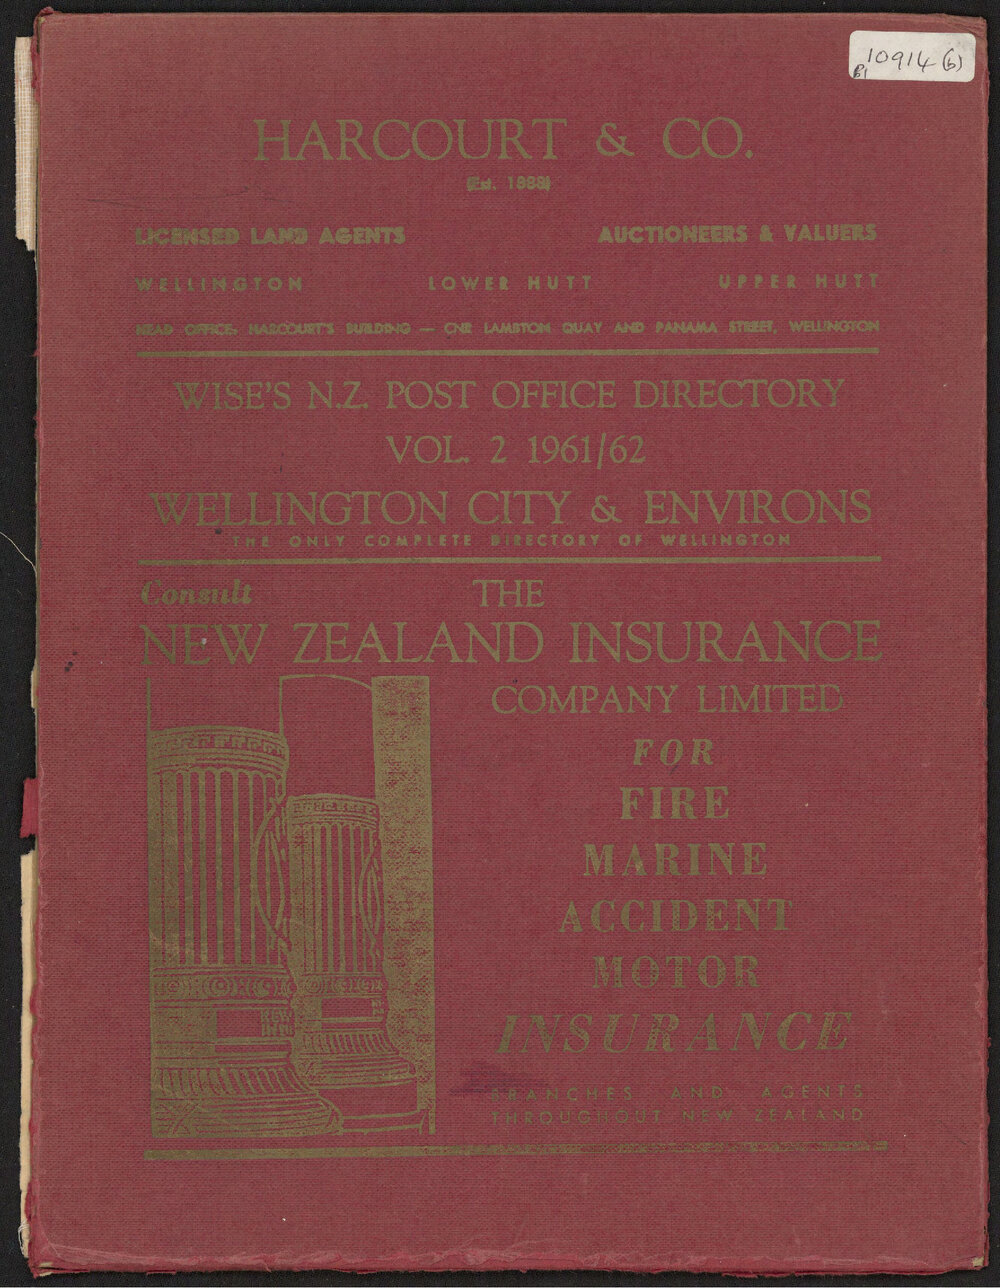 10914 (b)
HARCOURT & CO.
(Est. 1888)
LICENSED LAND AGENTS AUCTIONEERS & VALUERS
WELLINGTON LOWER HUTT UPPER HUTT
HEAD OFFICE: HARCOURT'S BUILDING — CNR LAMBTON QUAY AND PANAMA STREET, WELLINGTON
WISE'S N.Z. POST OFFICE DIRECTORY
VOL. 2 1961/62
WELLINGTON CITY & ENVIRONS
THE ONLY COMPLETE DIRECTORY OF WELLINGTON
Consult THE
NEW ZEALAND INSURANCE
COMPANY LIMITED
FOR
FIRE
MARINE
ACCIDENT
MOTOR
INSURANCE
BRANCHES AND AGENTS
THROUGHOUT NEW ZEALAND